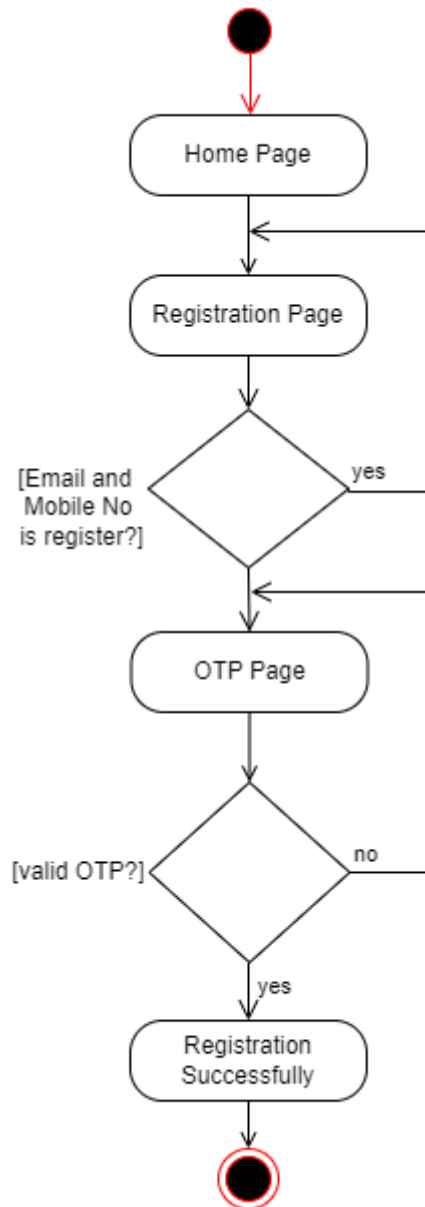 Home Page
Registration Page
[Email and
Mobile No
is register?]
yes
OTP Page
[valid OTP?]
no
yes
Registration
Successfully